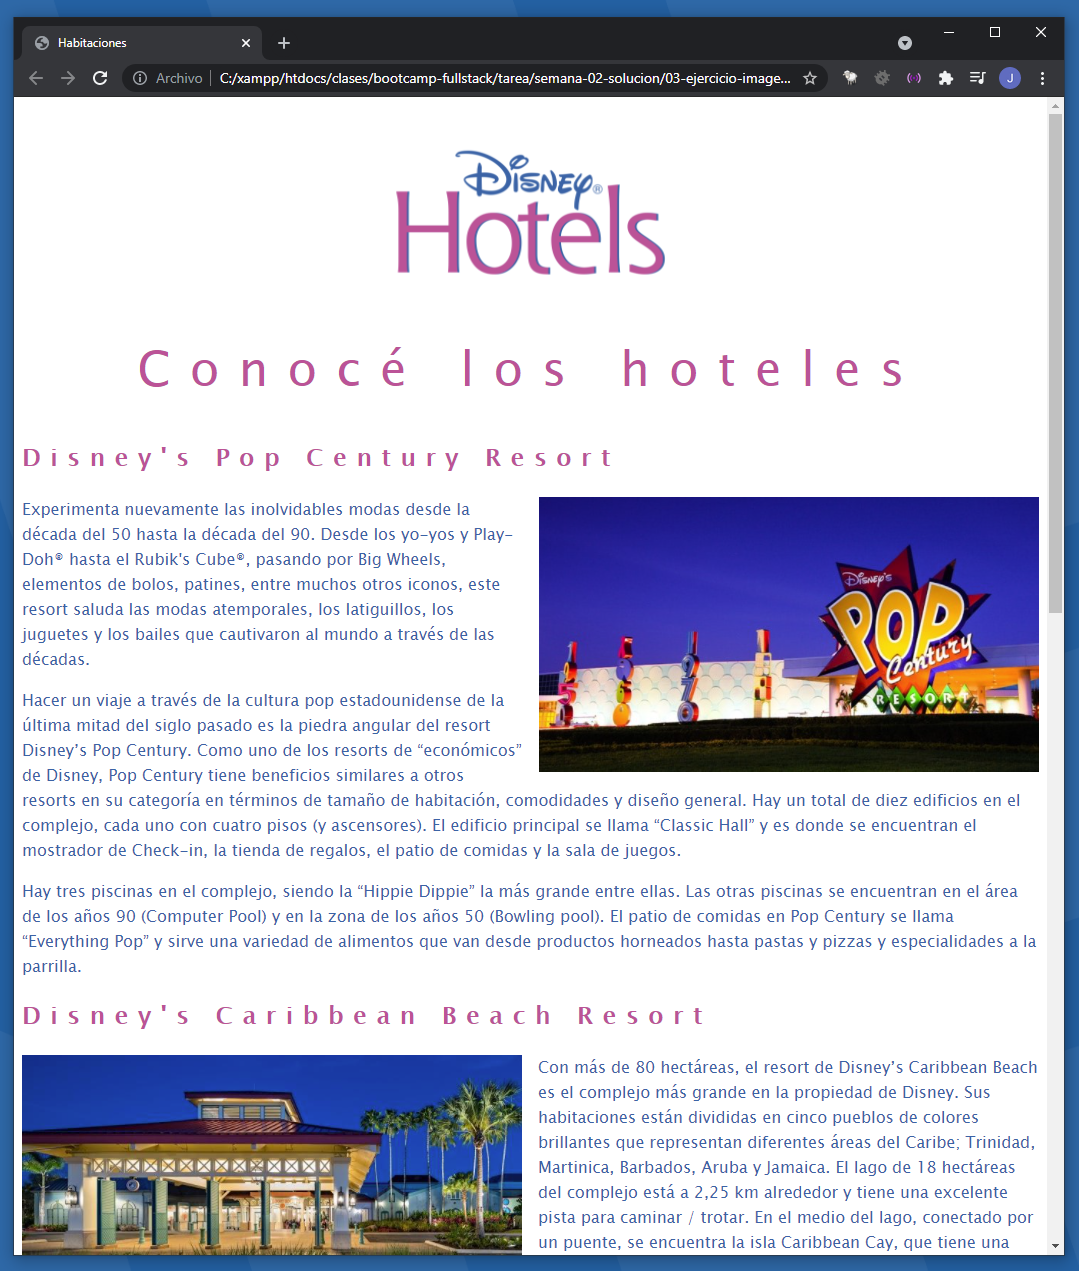 Habitaciones
Archivo
C:/xampp/htdocs/clases/bootcamp-fullstack/tarea/semana-02-solucion/03-ejercicio-image...
J
Disney®
Hotels
Conocé los hoteles
Disney's Pop Century Resort
Experimenta nuevamente las inolvidables modas desde la
década del 50 hasta la década del 90. Desde los yo-yos y Play-
Doh® hasta el Rubik's Cube®, pasando por Big Wheels,
elementos de bolos, patines, entre muchos otros iconos, este
resort saluda las modas atemporales, los latiguillos, los
juguetes y los bailes que cautivaron al mundo a través de las
décadas.
DISNEY'S
POP
Century
RESORT
Hacer un viaje a través de la cultura pop estadounidense de la
última mitad del siglo pasado es la piedra angular del resort
Disney’s Pop Century. Como uno de los resorts de “económicos”
de Disney, Pop Century tiene beneficios similares a otros
resorts en su categoría en términos de tamaño de habitación, comodidades y diseño general. Hay un total de diez edificios en el
complejo, cada uno con cuatro pisos (y ascensores). El edificio principal se llama “Classic Hall” y es donde se encuentran el
mostrador de Check-in, la tienda de regalos, el patio de comidas y la sala de juegos.
Hay tres piscinas en el complejo, siendo la “Hippie Dippie” la más grande entre ellas. Las otras piscinas se encuentran en el área
de los años 90 (Computer Pool) y en la zona de los años 50 (Bowling pool). El patio de comidas en Pop Century se llama
“Everything Pop” y sirve una variedad de alimentos que van desde productos horneados hasta pastas y pizzas y especialidades a la
parrilla.
Disney's Caribbean Beach Resort
Con más de 80 hectáreas, el resort de Disney’s Caribbean Beach
es el complejo más grande en la propiedad de Disney. Sus
habitaciones están divididas en cinco pueblos de colores
brillantes que representan diferentes áreas del Caribe; Trinidad,
Martinica, Barbados, Aruba y Jamaica. El lago de 18 hectáreas
del complejo está a 2,25 km alrededor y tiene una excelente
pista para caminar / trotar. En el medio del lago, conectado por
un puente, se encuentra la isla Caribbean Cay, que tiene una